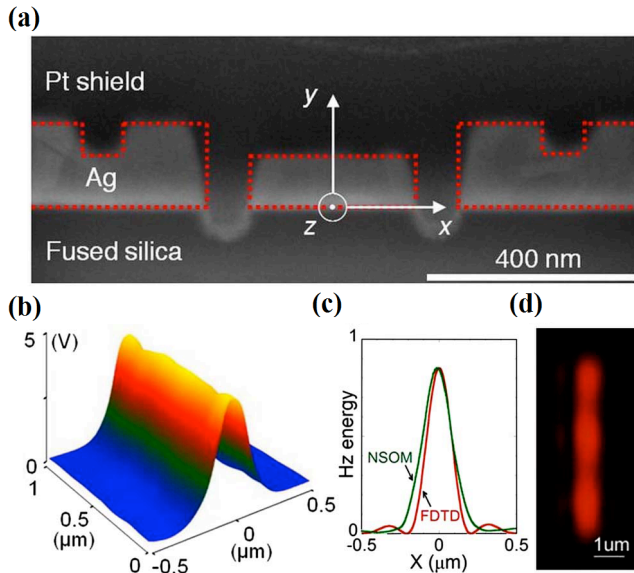 (a)
Pt shield
y
Ag
z
x
Fused silica
400 nm
(b)
(c)
(d)
5
(V)
0
1
0.5
(µm)
0
-0.5
0
(µm)
0.5
1
Hz energy
NSOM
FDTD
0
-0.5
0
0.5
X (µm)
1um